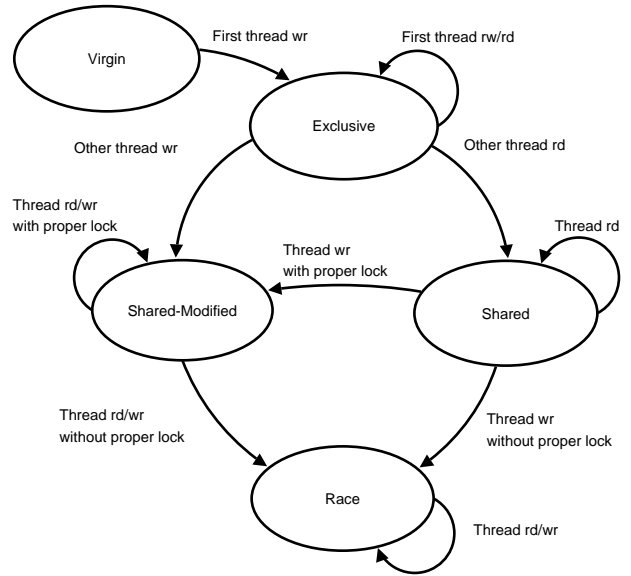 First thread wr
First thread rw/rd
Virgin
Exclusive
Other thread wr
Other thread rd
Thread rd/wr
with proper lock
Thread wr
with proper lock
Thread rd
Shared-Modified
Shared
Thread rd/wr
without proper lock
Thread wr
without proper lock
Race
Thread rd/wr